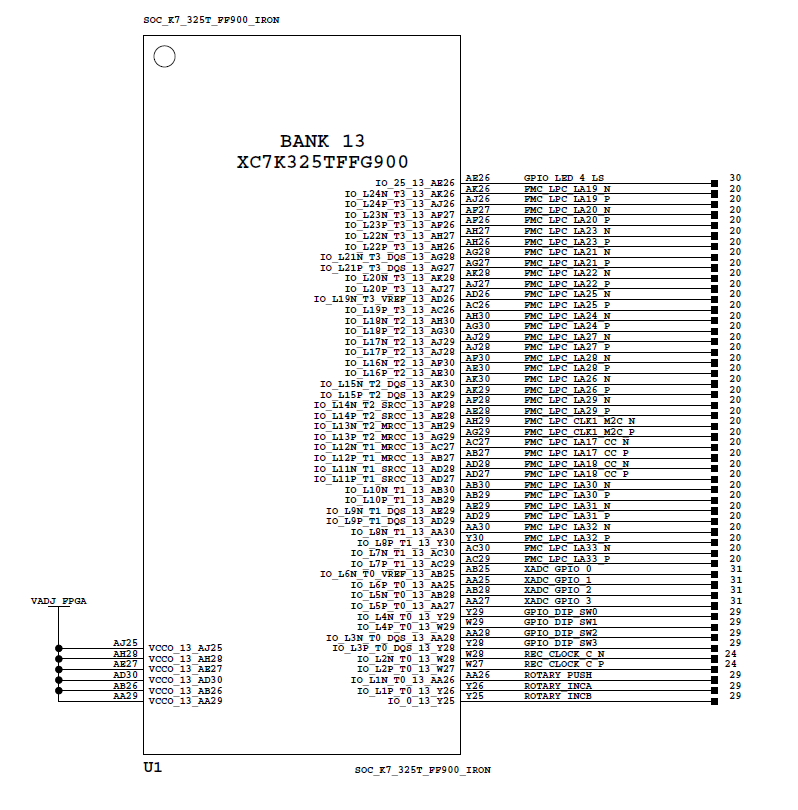 SOC_K7_325T_FF900_IRON
BANK 13
XC7K325TFFG900
IO_25_13_AE26 AE26 GPIO_LED_4_LS 30
IO_L24N_T3_13_AK26 AK26 FMC_LPC_LA19_N 20
IO_L24P_T3_13_AJ26 AJ26 FMC_LPC_LA19_P 20
IO_L23N_T3_13_AF27 AF27 FMC_LPC_LA20_N 20
IO_L23P_T3_13_AF26 AF26 FMC_LPC_LA20_P 20
IO_L22N_T3_13_AH27 AH27 FMC_LPC_LA23_N 20
IO_L22P_T3_13_AH26 AH26 FMC_LPC_LA23_P 20
IO_L21N_T3_DQS_13_AG28 AG28 FMC_LPC_LA21_N 20
IO_L21P_T3_DQS_13_AG27 AG27 FMC_LPC_LA21_P 20
IO_L20N_T3_13_AK28 AK28 FMC_LPC_LA22_N 20
IO_L20P_T3_13_AJ27 AJ27 FMC_LPC_LA22_P 20
IO_L19N_T3_VREF_13_AD26 AD26 FMC_LPC_LA25_N 20
IO_L19P_T3_13_AC26 AC26 FMC_LPC_LA25_P 20
IO_L18N_T2_13_AH30 AH30 FMC_LPC_LA24_N 20
IO_L18P_T2_13_AG30 AG30 FMC_LPC_LA24_P 20
IO_L17N_T2_13_AJ29 AJ29 FMC_LPC_LA27_N 20
IO_L17P_T2_13_AJ28 AJ28 FMC_LPC_LA27_P 20
IO_L16N_T2_13_AF30 AF30 FMC_LPC_LA28_N 20
IO_L16P_T2_13_AE30 AE30 FMC_LPC_LA28_P 20
IO_L15N_T2_DQS_13_AK30 AK30 FMC_LPC_LA26_N 20
IO_L15P_T2_DQS_13_AK29 AK29 FMC_LPC_LA26_P 20
IO_L14N_T2_SRCC_13_AF28 AF28 FMC_LPC_LA29_N 20
IO_L14P_T2_SRCC_13_AE28 AE28 FMC_LPC_LA29_P 20
IO_L13N_T2_MRCC_13_AH29 AH29 FMC_LPC_CLK1_M2C_N 20
IO_L13P_T2_MRCC_13_AG29 AG29 FMC_LPC_CLK1_M2C_P 20
IO_L12N_T1_MRCC_13_AC27 AC27 FMC_LPC_LA17_CC_N 20
IO_L12P_T1_MRCC_13_AB27 AB27 FMC_LPC_LA17_CC_P 20
IO_L11N_T1_SRCC_13_AD28 AD28 FMC_LPC_LA18_CC_N 20
IO_L11P_T1_SRCC_13_AD27 AD27 FMC_LPC_LA18_CC_P 20
IO_L10N_T1_13_AB30 AB30 FMC_LPC_LA30_N 20
IO_L10P_T1_13_AB29 AB29 FMC_LPC_LA30_P 20
IO_L9N_T1_DQS_13_AE29 AE29 FMC_LPC_LA31_N 20
IO_L9P_T1_DQS_13_AD29 AD29 FMC_LPC_LA31_P 20
IO_L8N_T1_13_AA30 AA30 FMC_LPC_LA32_N 20
IO_L8P_T1_13_Y30 Y30 FMC_LPC_LA32_P 20
IO_L7N_T1_13_AC30 AC30 FMC_LPC_LA33_N 20
IO_L7P_T1_13_AC29 AC29 FMC_LPC_LA33_P 20
IO_L6N_T0_VREF_13_AB25 AB25 XADC_GPIO_0 31
IO_L6P_T0_13_AA25 AA25 XADC_GPIO_1 31
IO_L5N_T0_13_AB28 AB28 XADC_GPIO_2 31
IO_L5P_T0_13_AA27 AA27 XADC_GPIO_3 31
VADJ_FPGA
IO_L4N_T0_13_Y29 Y29 GPIO_DIP_SW0 29
IO_L4P_T0_13_W29 W29 GPIO_DIP_SW1 29
IO_L3N_T0_DQS_13_AA28 AA28 GPIO_DIP_SW2 29
AJ25 VCCO_13_AJ25 IO_L3P_T0_DQS_13_Y28 Y28 GPIO_DIP_SW3 29
AH28 VCCO_13_AH28 IO_L2N_T0_13_W28 W28 REC_CLOCK_C_N 24
AE27 VCCO_13_AE27 IO_L2P_T0_13_W27 W27 REC_CLOCK_C_P 24
AD30 VCCO_13_AD30 IO_L1N_T0_13_AA26 AA26 ROTARY_PUSH 29
AB26 VCCO_13_AB26 IO_L1P_T0_13_Y26 Y26 ROTARY_INCA 29
AA29 VCCO_13_AA29 IO_0_13_Y25 Y25 ROTARY_INCB 29
U1
SOC_K7_325T_FF900_IRON